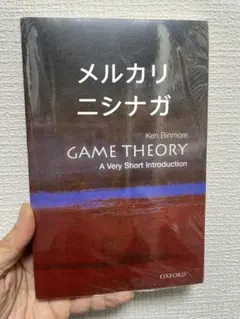 メルカリ
ニシナガ
Ken Binmore
GAME THEORY
A Very Short Introduction
OXFORD